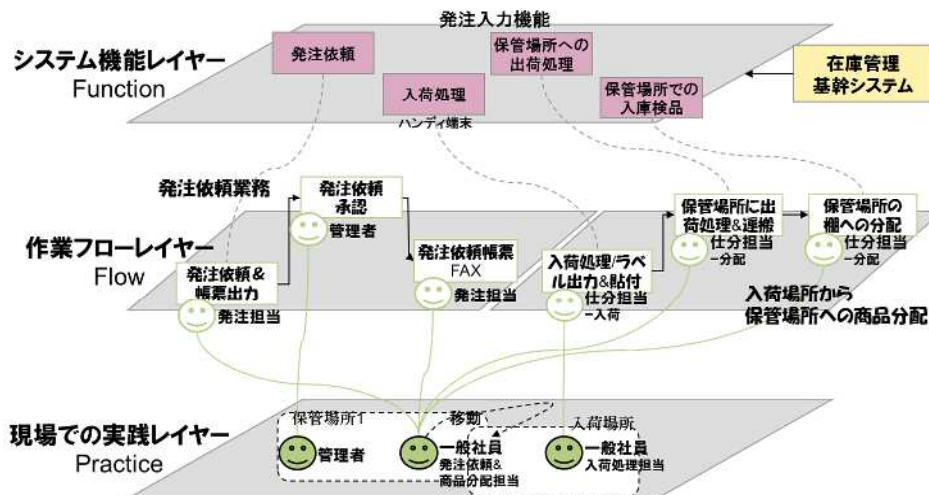 発注入力機能
システム機能レイヤー
Function
発注依頼
保管場所への
出荷処理
入荷処理
ハンディ端末
保管場所での
入庫検品
在庫管理
基幹システム
発注依頼業務
発注依頼
承認
管理者
作業フローレイヤー
Flow
発注依頼&
帳票出力
発注担当
発注依頼帳票
FAX
発注担当
入荷処理/ラベ
ル出力&貼付
仕分担当
-入荷
保管場所に出
荷処理&運搬
仕分担当
-分配
保管場所の
棚への分配
仕分担当
-分配
入荷場所から
保管場所への商品分配
現場での実践レイヤー
Practice
保管場所1
移動
入荷場所
管理者
一般社員
発注依頼&
商品分配担当
一般社員
入荷処理担当